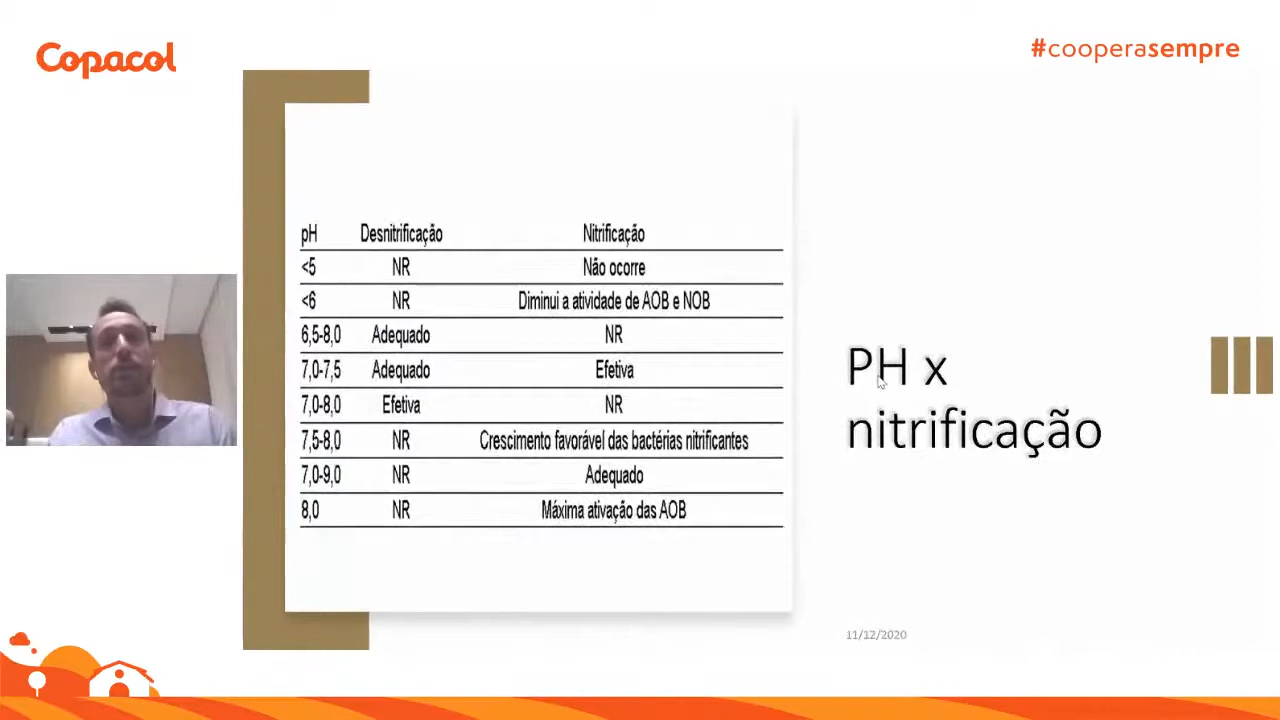 Copacol
#cooperasempre
pH Desnitrificação Nitrificação
<5 NR Não ocorre
<6 NR Diminui a atividade de AOB e NOB
6,5-8,0 Adequado NR
7,0-7,5 Adequado Efetiva
7,0-8,0 Efetiva NR
7,5-8,0 NR Crescimento favorável das bactérias nitrificantes
7,0-9,0 NR Adequado
8,0 NR Máxima ativação das AOB
PH x
nitrificação
11/12/2020